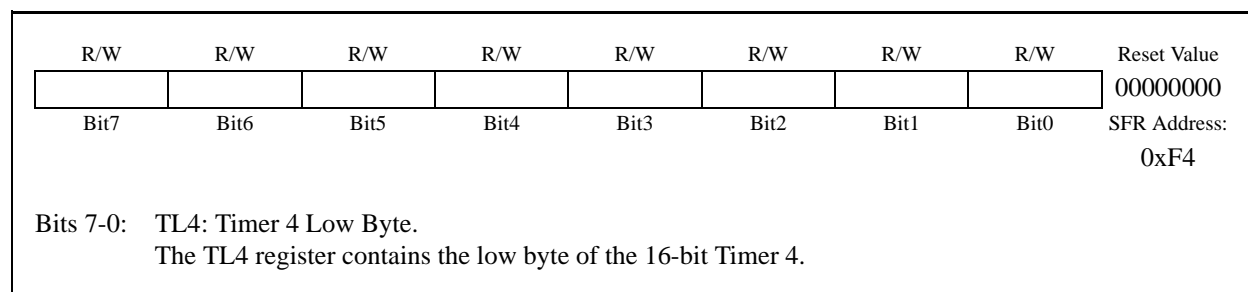 R/W R/W R/W R/W R/W R/W R/W R/W Reset Value
00000000
Bit7 Bit6 Bit5 Bit4 Bit3 Bit2 Bit1 Bit0 SFR Address:
0xF4
Bits 7-0: TL4: Timer 4 Low Byte.
The TL4 register contains the low byte of the 16-bit Timer 4.